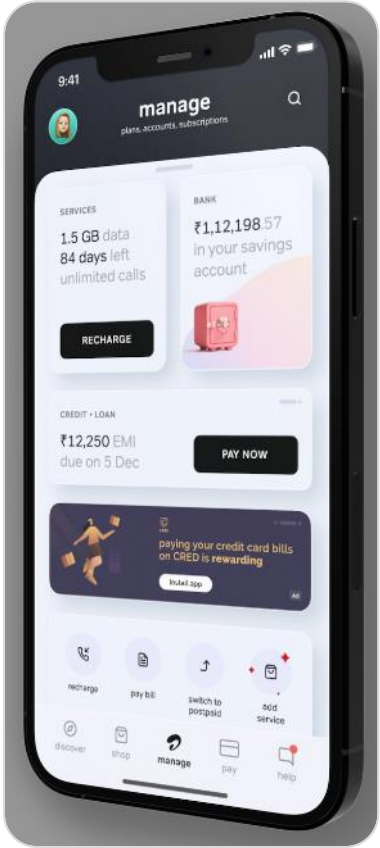 9:41
manage
plans, accounts, subscriptions
SERVICES
1.5 GB data
84 days left
unlimited calls
RECHARGE
BANK
₹1,12,198.57
in your savings
account
CREDIT • LOAN
₹12,250 EMI
due on 5 Dec
PAY NOW
CRED
paying your credit card bills
on CRED is rewarding
Install app
Ad
recharge
pay bill
switch to
postpaid
add
service
discover
shop
manage
pay
help